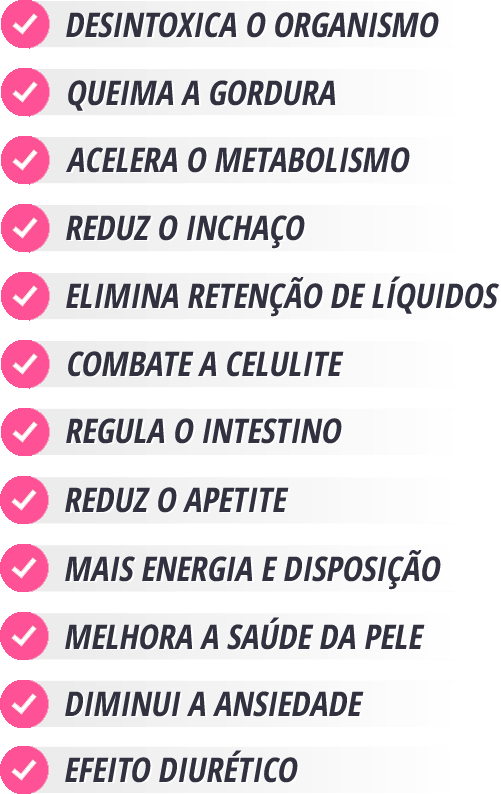 DESINTOXICA O ORGANISMO
QUEIMA A GORDURA
ACELERA O METABOLISMO
REDUZ O INCHAÇO
ELIMINA RETENÇÃO DE LÍQUIDOS
COMBATE A CELULITE
REGULA O INTESTINO
REDUZ O APETITE
MAIS ENERGIA E DISPOSIÇÃO
MELHORA A SAÚDE DA PELE
DIMINUI A ANSIEDADE
EFEITO DIURÉTICO